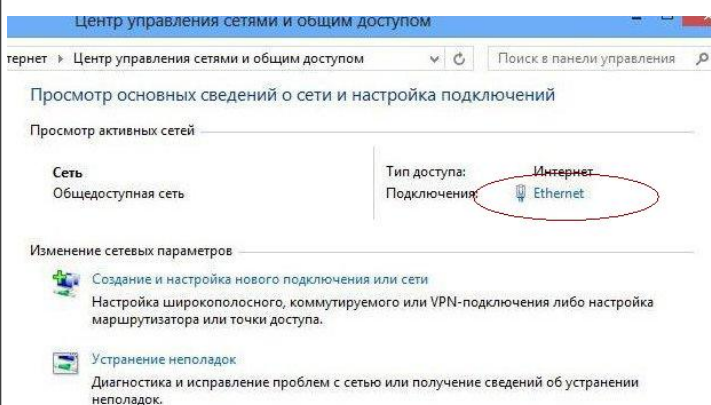 Центр управления сетями и общим доступом
тернет ▸ Центр управления сетями и общим доступом Поиск в панели управления
Просмотр основных сведений о сети и настройка подключений
Просмотр активных сетей
Сеть Тип доступа: Интернет
Общедоступная сеть Подключения: Ethernet
Изменение сетевых параметров
Создание и настройка нового подключения или сети
Настройка широкополосного, коммутируемого или VPN-подключения либо настройка
маршрутизатора или точки доступа.
Устранение неполадок
Диагностика и исправление проблем с сетью или получение сведений об устранении
неполадок.